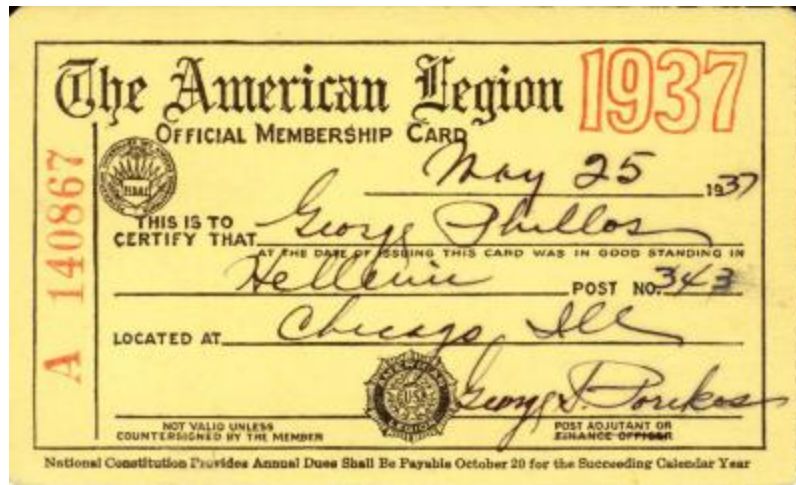 The American Legion 1937
OFFICIAL MEMBERSHIP CARD
May 25 1937
A 140867
THIS IS TO
CERTIFY THAT George Phillos
AT THE DATE OF ISSUING THIS CARD WAS IN GOOD STANDING IN
Hellenic POST NO. 343
LOCATED AT Chicago, Ill
AMERICAN
U.S.
LEGION
George D. Porikos
NOT VALID UNLESS
COUNTERSIGNED BY THE MEMBER
POST ADJUTANT OR
FINANCE OFFICER
National Constitution Provides Annual Dues Shall Be Payable October 20 for the Succeeding Calendar Year